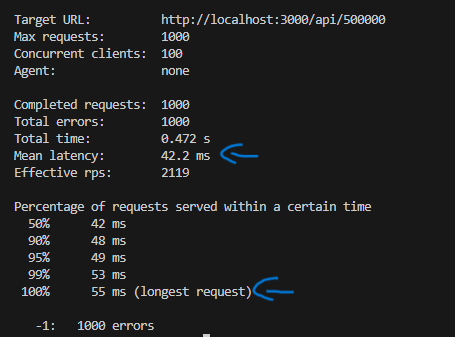 Target URL: http://localhost:3000/api/500000
Max requests: 1000
Concurrent clients: 100
Agent: none
Completed requests: 1000
Total errors: 1000
Total time: 0.472 s
Mean latency: 42.2 ms
Effective rps: 2119
Percentage of requests served within a certain time
50% 42 ms
90% 48 ms
95% 49 ms
99% 53 ms
100% 55 ms (longest request)
-1: 1000 errors